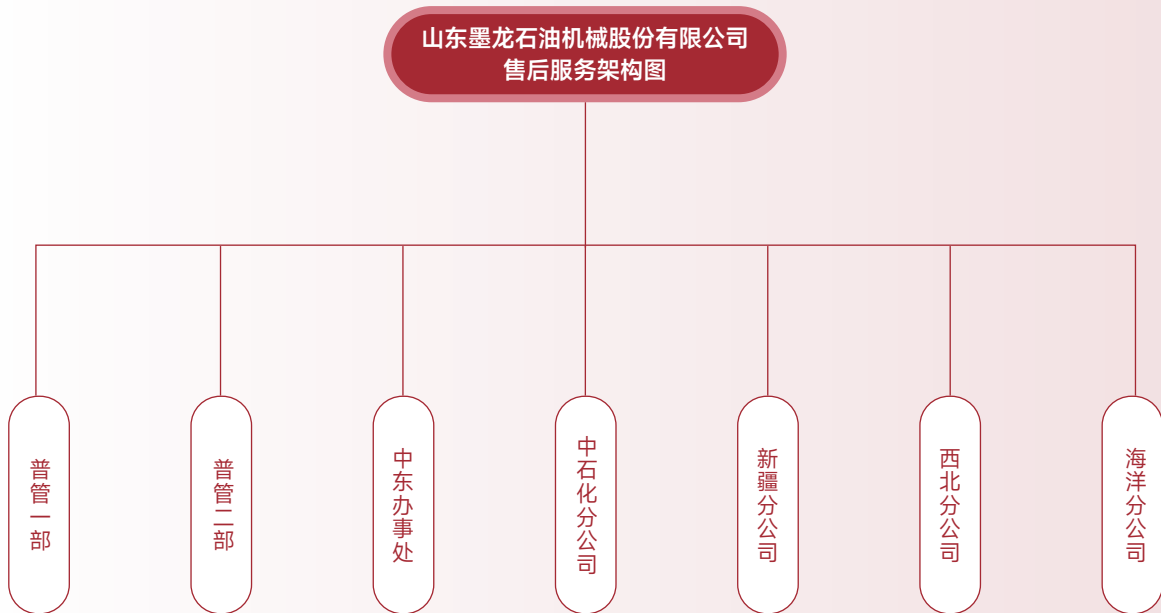 山东墨龙石油机械股份有限公司
售后服务架构图
普管一部
普管二部
中东办事处
中石化分公司
新疆分公司
西北分公司
海洋分公司